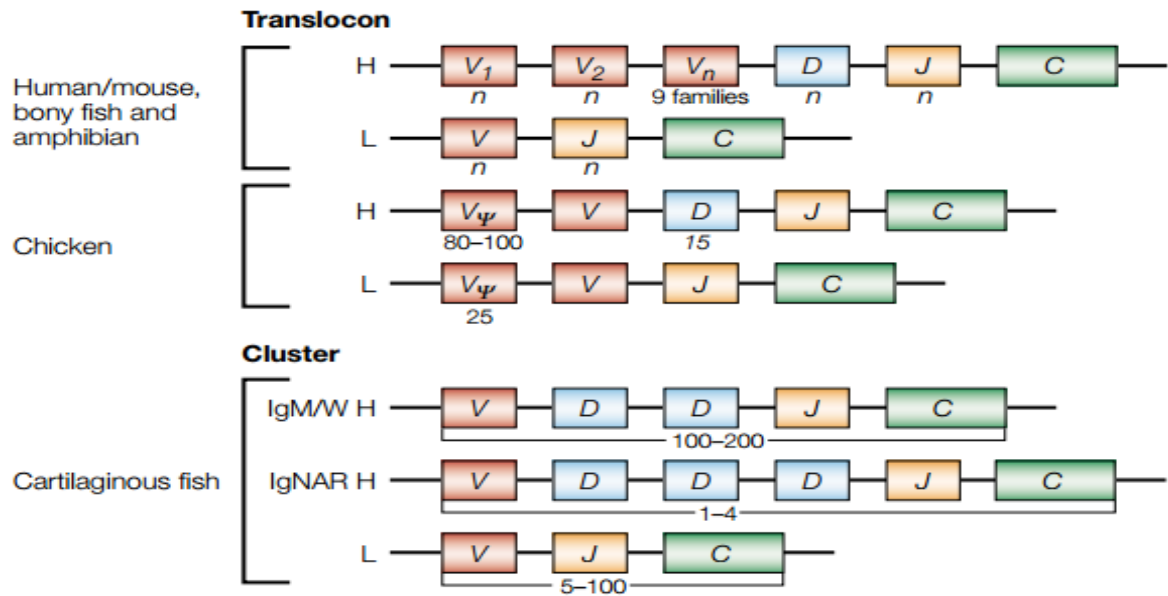 Translocon
Human/mouse,
bony fish and
amphibian
H V1 V2 Vn D J C
n n 9 families n n
L V J C
n n
Chicken
H VΨ V D J C
80–100 15
L VΨ V J C
25
Cluster
Cartilaginous fish
IgM/W H V D D J C
100–200
IgNAR H V D D D J C
1–4
L V J C
5–100